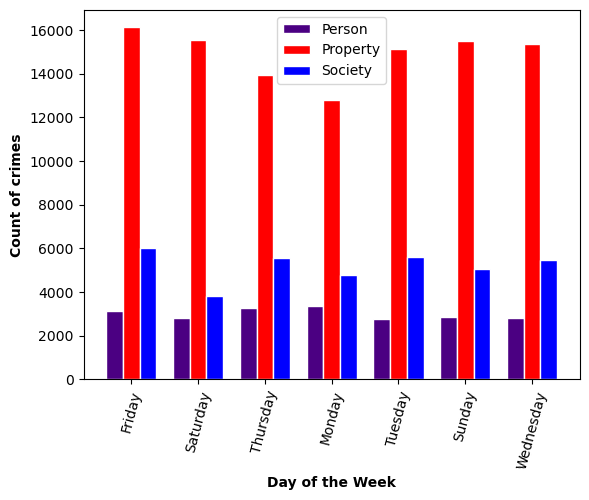 Person
Property
Society
Count of crimes
16000
14000
12000
10000
8000
6000
4000
2000
0
Friday
Saturday
Thursday
Monday
Tuesday
Sunday
Wednesday
Day of the Week